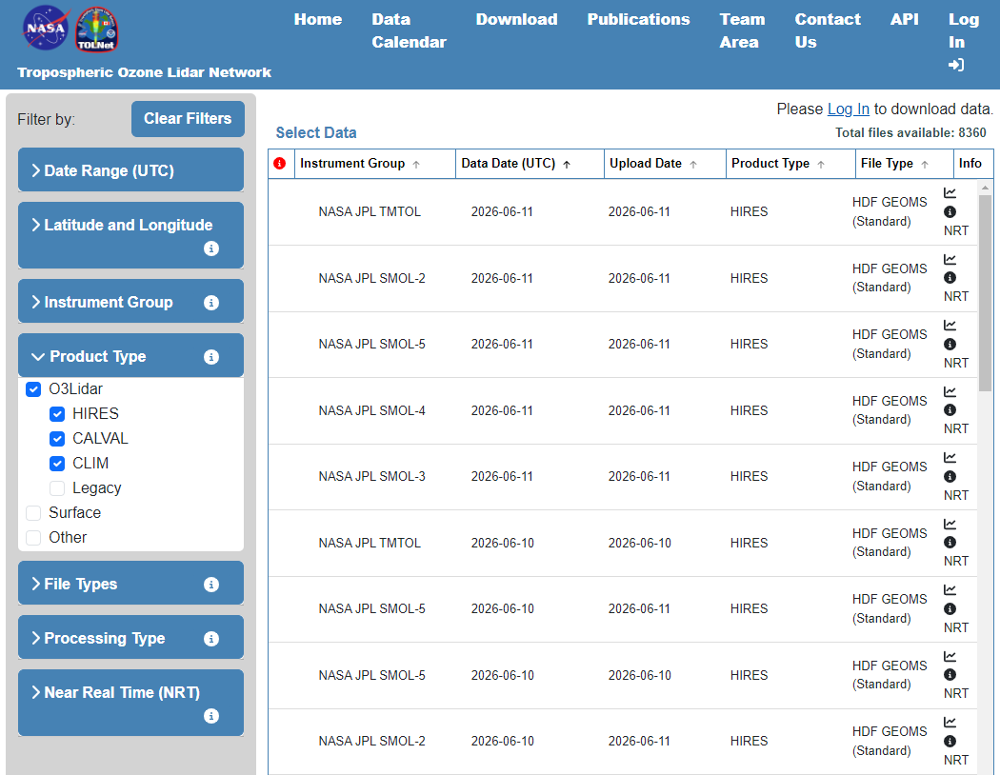 NASA
TOLNet
Tropospheric Ozone Lidar Network
Home
Data
Calendar
Download
Publications
Team
Area
Contact
Us
API
Log
In
Filter by:
Clear Filters
Date Range (UTC)
Latitude and Longitude
Instrument Group
Product Type
O3Lidar
HIRES
CALVAL
CLIM
Legacy
Surface
Other
File Types
Processing Type
Near Real Time (NRT)
Please Log In to download data.
Select Data
Total files available: 8360
Instrument Group Data Date (UTC) Upload Date Product Type File Type Info
NASA JPL TMTOL 2026-06-11 2026-06-11 HIRES HDF GEOMS
(Standard)
NRT
NASA JPL SMOL-2 2026-06-11 2026-06-11 HIRES HDF GEOMS
(Standard)
NRT
NASA JPL SMOL-5 2026-06-11 2026-06-11 HIRES HDF GEOMS
(Standard)
NRT
NASA JPL SMOL-4 2026-06-11 2026-06-11 HIRES HDF GEOMS
(Standard)
NRT
NASA JPL SMOL-3 2026-06-11 2026-06-11 HIRES HDF GEOMS
(Standard)
NRT
NASA JPL TMTOL 2026-06-10 2026-06-10 HIRES HDF GEOMS
(Standard)
NRT
NASA JPL SMOL-5 2026-06-10 2026-06-11 HIRES HDF GEOMS
(Standard)
NRT
NASA JPL SMOL-5 2026-06-10 2026-06-10 HIRES HDF GEOMS
(Standard)
NRT
NASA JPL SMOL-2 2026-06-10 2026-06-11 HIRES HDF GEOMS
(Standard)
NRT